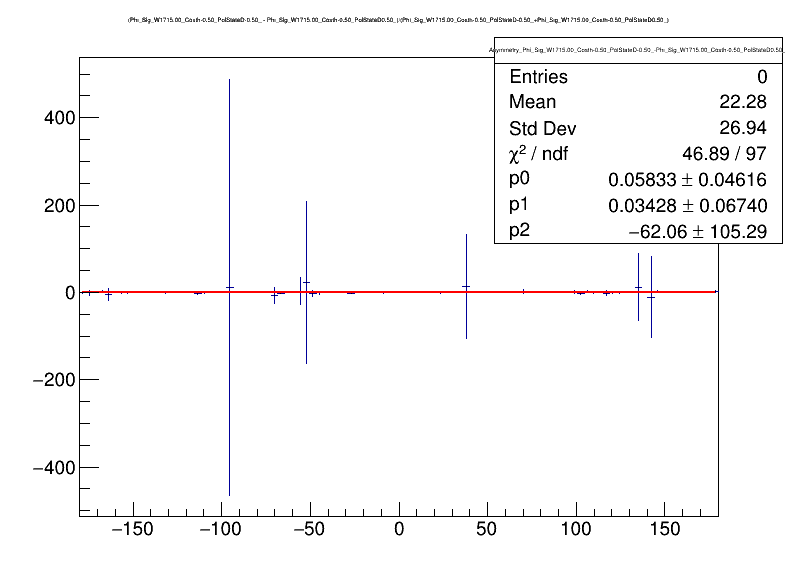 (Phi_Sig_W1715.00_Costh-0.50_PolStateD-0.50_ - Phi_Sig_W1715.00_Costh-0.50_PolStateD0.50_)/(Phi_Sig_W1715.00_Costh-0.50_PolStateD-0.50_+Phi_Sig_W1715.00_Costh-0.50_PolStateD0.50_)
Asymmetry_Phi_Sig_W1715.00_Costh-0.50_PolStateD-0.50_-Phi_Sig_W1715.00_Costh-0.50_PolStateD0.50_
Entries 0
Mean 22.28
Std Dev 26.94
χ² / ndf 46.89 / 97
p0 0.05833 ± 0.04616
p1 0.03428 ± 0.06740
p2 −62.06 ± 105.29
400
200
0
−200
−400
−150 −100 −50 0 50 100 150